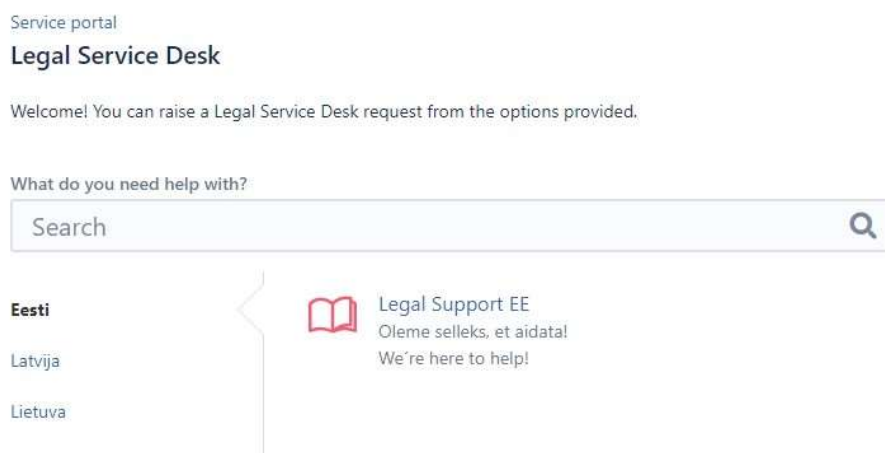 Service portal
Legal Service Desk
Welcome! You can raise a Legal Service Desk request from the options provided.
What do you need help with?
Search
Eesti
Latvija
Lietuva
Legal Support EE
Oleme selleks, et aidata!
We´re here to help!